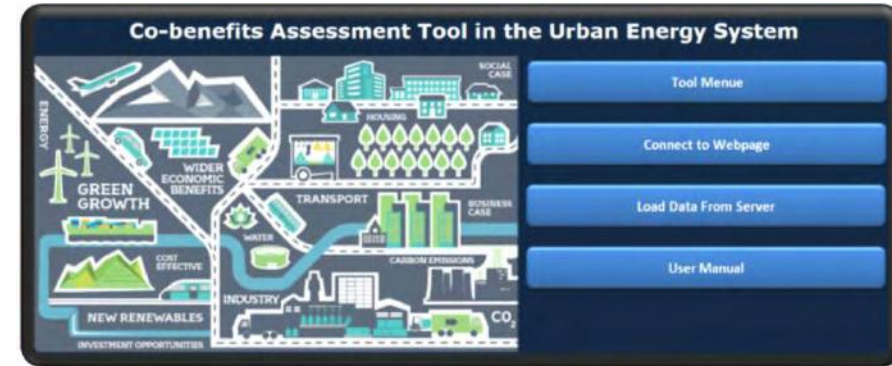 Co-benefits Assessment Tool in the Urban Energy System
ENERGY
SOCIAL
CASE
HOUSING
WIDER
ECONOMIC
BENEFITS
GREEN
GROWTH
TRANSPORT
BUSINESS
CASE
WATER
COST
EFFECTIVE
CARBON EMISSIONS
INDUSTRY
NEW RENEWABLES
CO2
INVESTMENT OPPORTUNITIES
Tool Menue
Connect to Webpage
Load Data From Server
User Manual